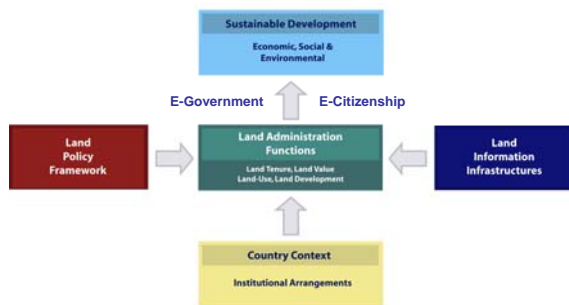 Sustainable Development
Economic, Social &
Environmental
E-Government E-Citizenship
Land
Policy
Framework
Land Administration
Functions
Land Tenure, Land Value
Land-Use, Land Development
Land
Information
Infrastructures
Country Context
Institutional Arrangements